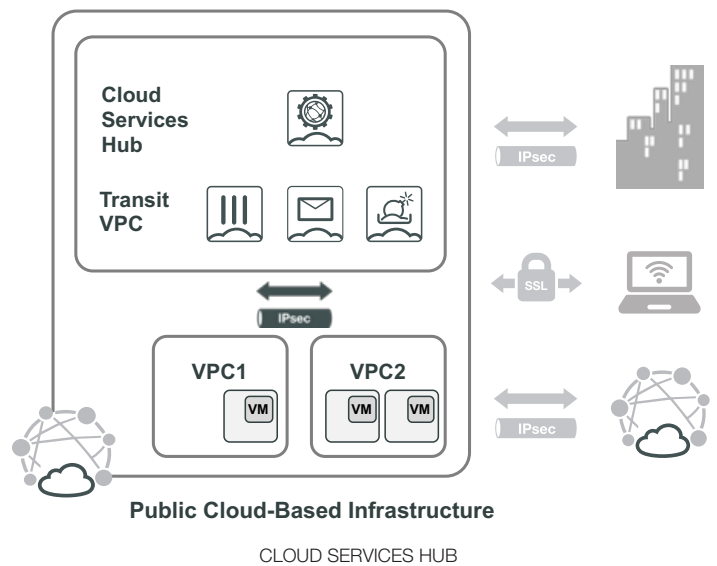 Cloud
Services
Hub
IPsec
Transit
VPC
SSL
IPsec
VPC1
VPC2
VM
VM
VM
IPsec
Public Cloud-Based Infrastructure
CLOUD SERVICES HUB